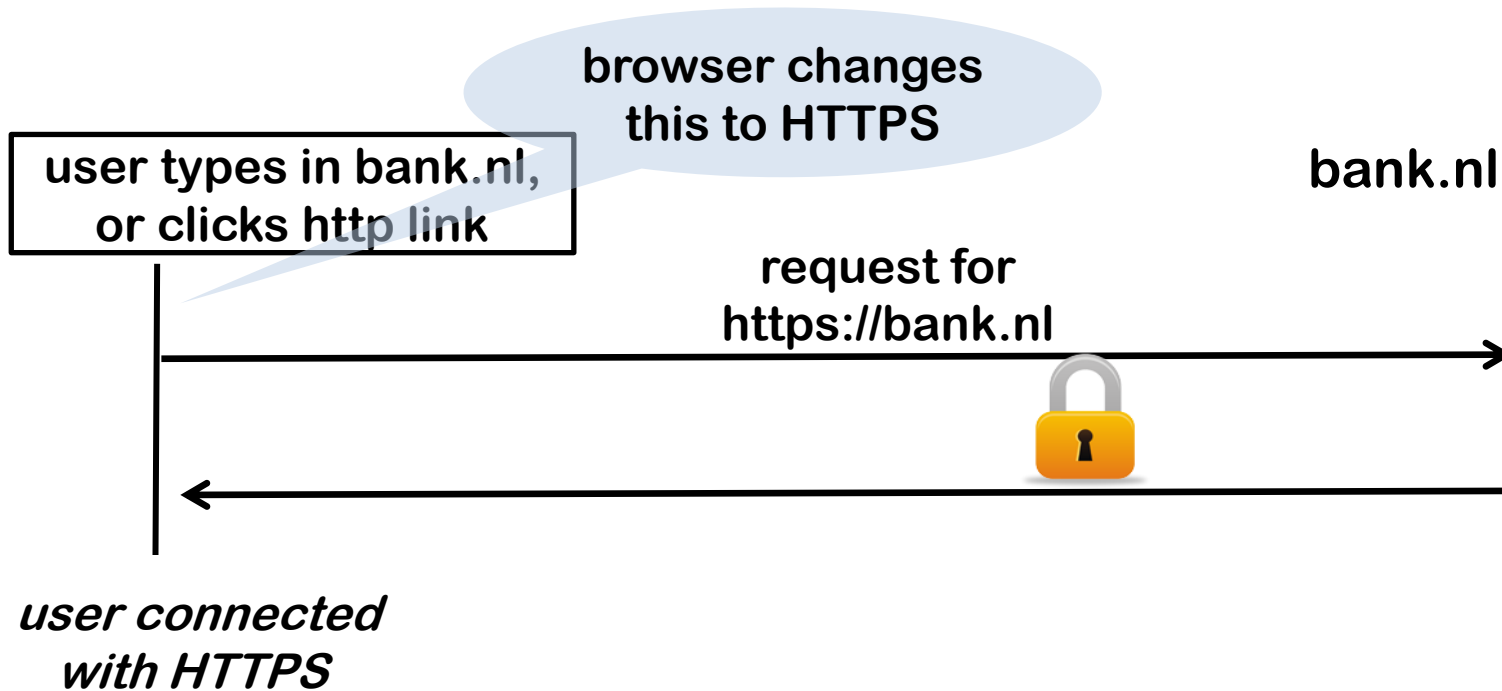 browser changes
this to HTTPS
user types in bank.nl,
or clicks http link
bank.nl
request for
https://bank.nl
user connected
with HTTPS